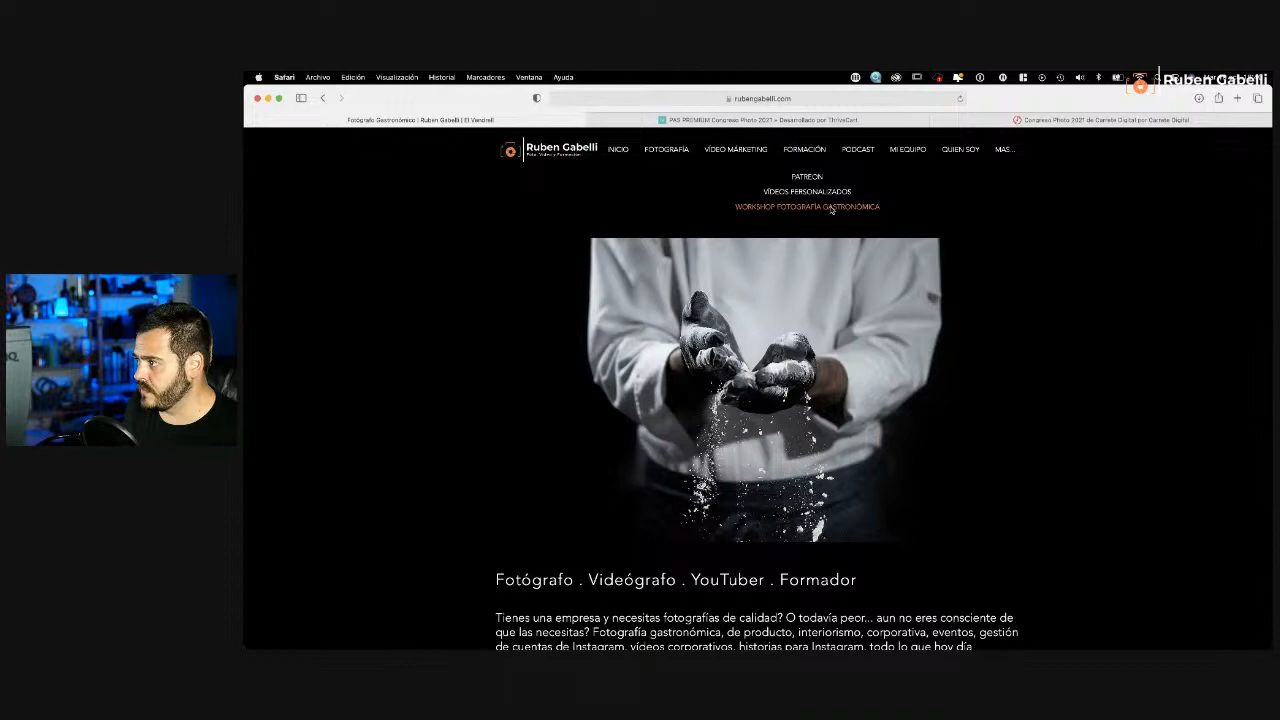 Safari Archivo Edición Visualización Historial Marcadores Ventana Ayuda
Ruben Gabelli
rubengabelli.com
Fotógrafo Gastronómico | Ruben Gabelli | El Vendrell
PAS PREMIUM Congreso Photo 2021 » Desarrollado por ThriveCart
Congreso Photo 2021 de Carrete Digital por Carrete Digital
Ruben Gabelli
Foto, Vídeo y Formación
INICIO FOTOGRAFÍA VÍDEO MÁRKETING FORMACIÓN PODCAST MI EQUIPO QUIEN SOY MAS...
PATREON
VÍDEOS PERSONALIZADOS
WORKSHOP FOTOGRAFÍA GASTRONÓMICA
Fotógrafo . Videógrafo . YouTuber . Formador
Tienes una empresa y necesitas fotografías de calidad? O todavía peor... aun no eres consciente de
que las necesitas? Fotografía gastronómica, de producto, interiorismo, corporativa, eventos, gestión
de cuentas de Instagram, vídeos corporativos, historias para Instagram, todo lo que hoy día